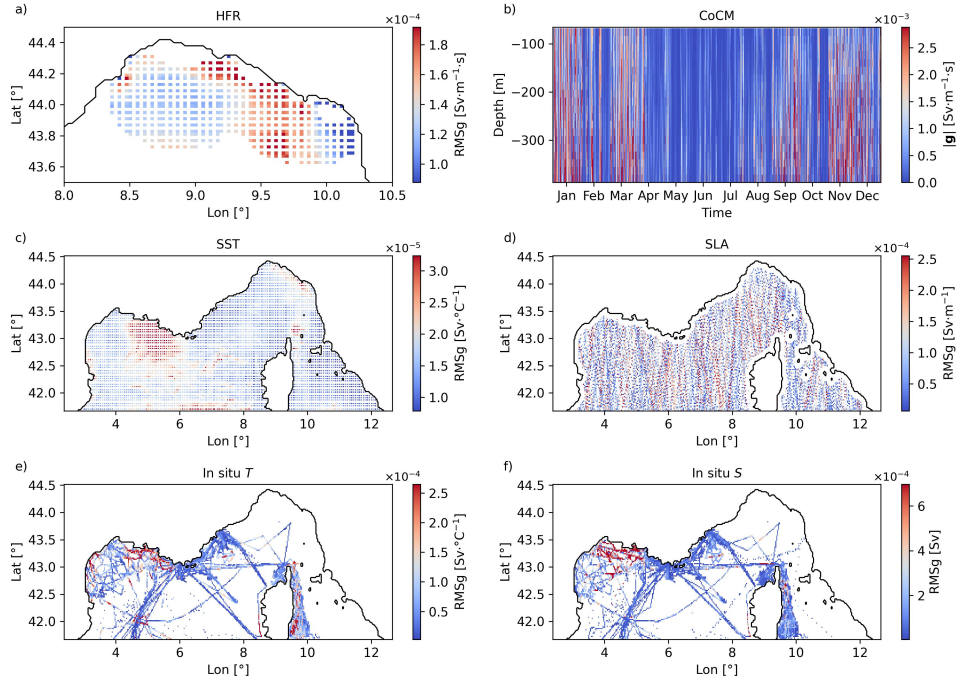 a)
HFR
×10⁻⁴
44.4
44.2
44.0
43.8
43.6
Lat [°]
8.0 8.5 9.0 9.5 10.0 10.5
Lon [°]
1.8
1.6
1.4
1.2
1.0
RMSg [Sv·m⁻¹·s]
b)
CoCM
×10⁻³
−100
−200
−300
Depth [m]
Jan Feb Mar Apr May Jun Jul Aug Sep Oct Nov Dec
Time
2.5
2.0
1.5
1.0
0.5
0.0
|g| [Sv·m⁻¹·s]
c)
SST
×10⁻⁵
44.5
44.0
43.5
43.0
42.5
42.0
Lat [°]
4 6 8 10 12
Lon [°]
3.0
2.5
2.0
1.5
1.0
RMSg [Sv·°C⁻¹]
d)
SLA
×10⁻⁴
44.5
44.0
43.5
43.0
42.5
42.0
Lat [°]
4 6 8 10 12
Lon [°]
2.5
2.0
1.5
1.0
0.5
RMSg [Sv·m⁻¹]
e)
In situ T
×10⁻⁴
44.5
44.0
43.5
43.0
42.5
42.0
Lat [°]
4 6 8 10 12
Lon [°]
2.5
2.0
1.5
1.0
0.5
RMSg [Sv·°C⁻¹]
f)
In situ S
×10⁻⁴
44.5
44.0
43.5
43.0
42.5
42.0
Lat [°]
4 6 8 10 12
Lon [°]
6
4
2
RMSg [Sv]